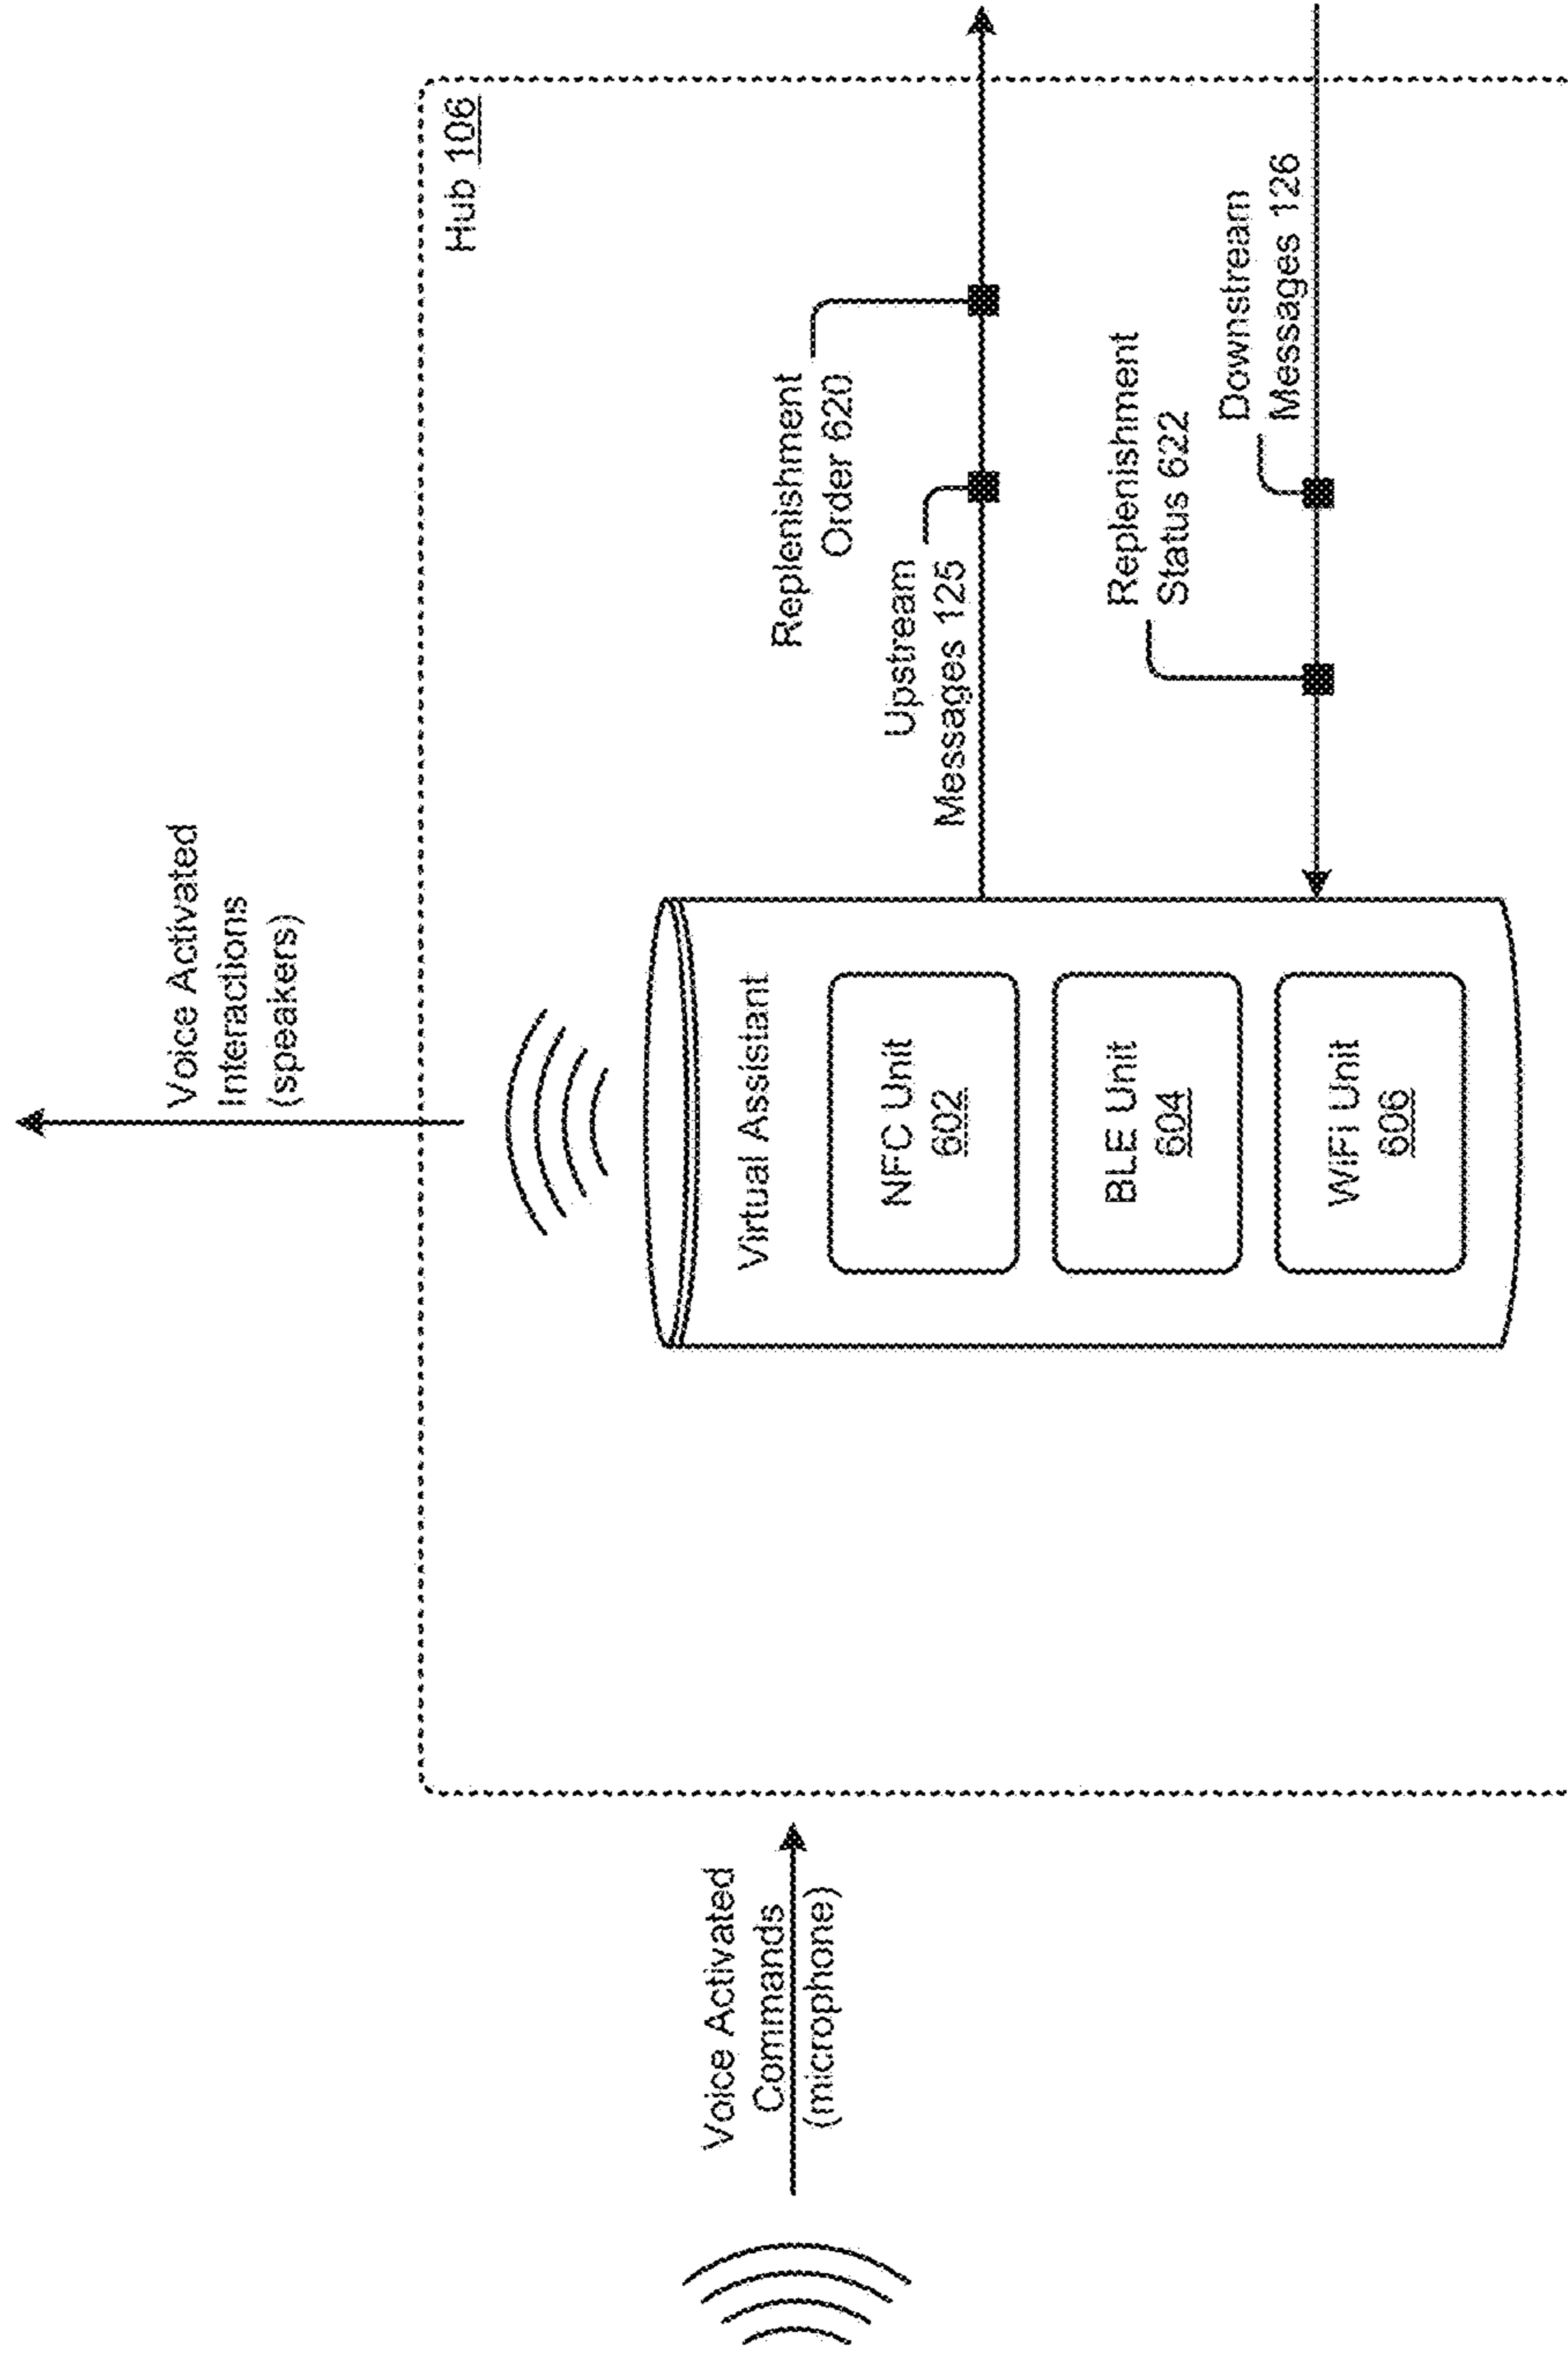 Voice Activated
Interactions
(speakers)
Hub 106
Voice Activated
Commands
(microphone)
Virtual Assistant
NFC Unit
602
BLE Unit
604
WiFi Unit
606
Replenishment
Order 620
Upstream
Messages 125
Replenishment
Status 622
Downstream
Messages 126